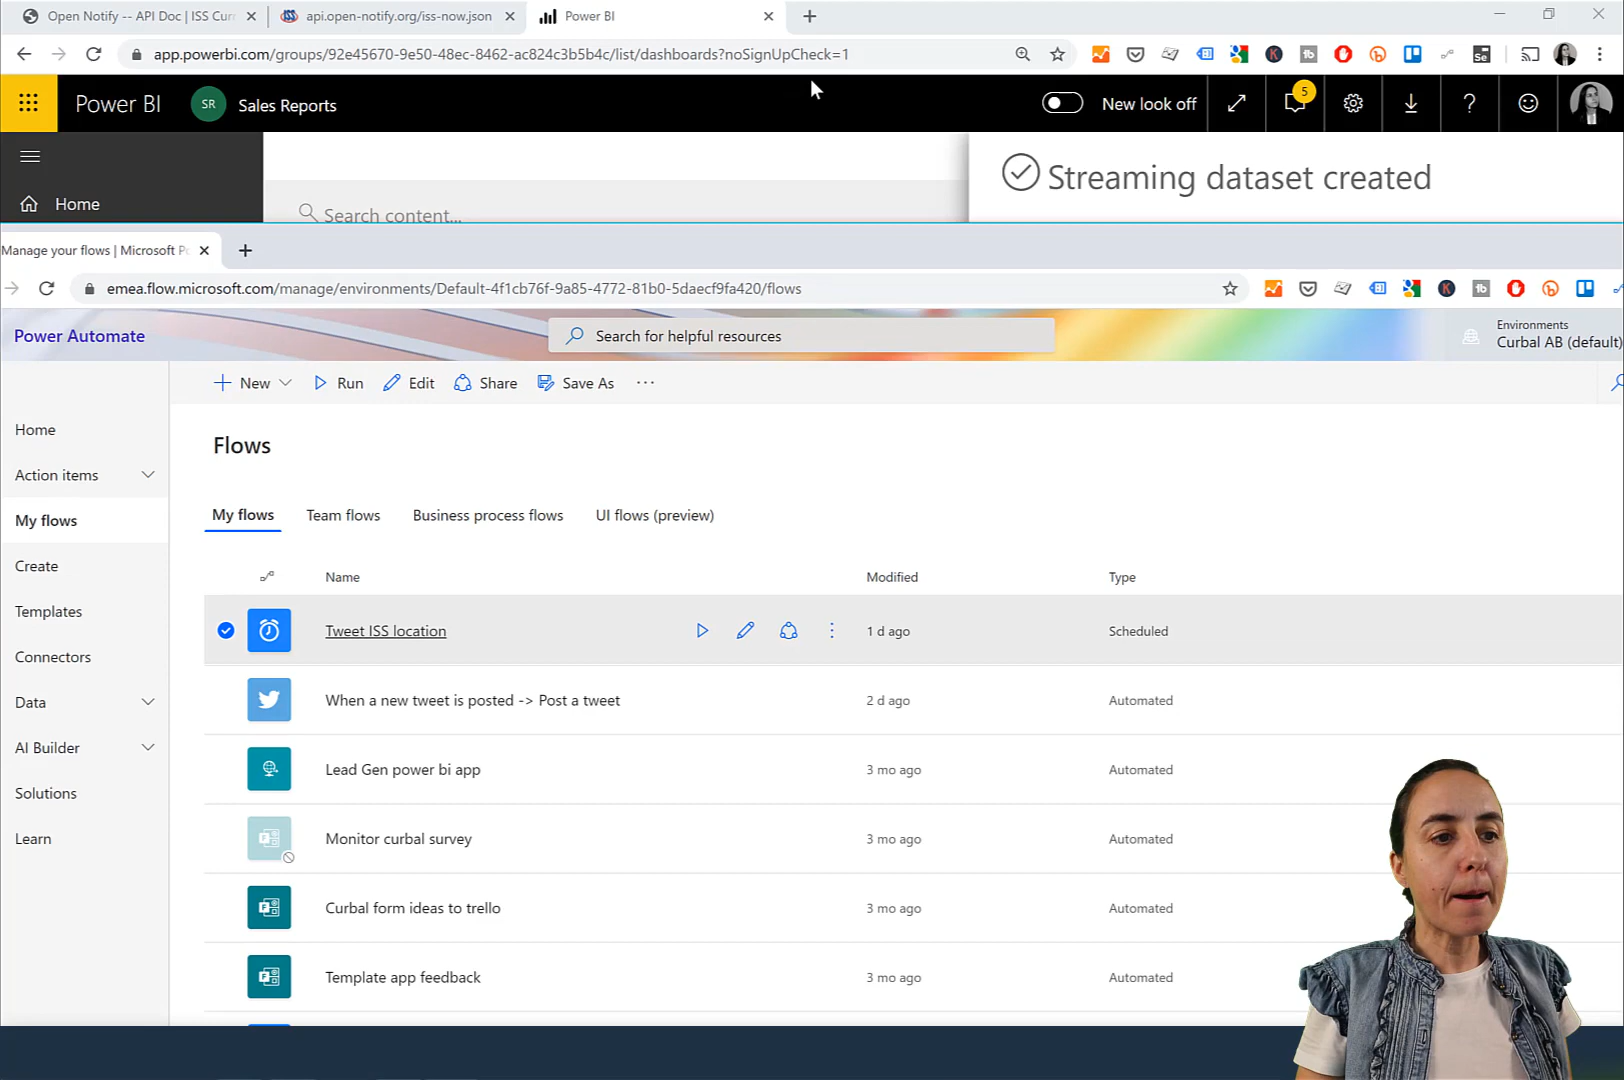 Open Notify -- API Doc | ISS Curr
api.open-notify.org/iss-now.json
Power BI
app.powerbi.com/groups/92e45670-9e50-48ec-8462-ac824c3b5b4c/list/dashboards?noSignUpCheck=1
Power BI
SR
Sales Reports
New look off
5
Streaming dataset created
Home
Search content...
Manage your flows | Microsoft Po
emea.flow.microsoft.com/manage/environments/Default-4f1cb76f-9a85-4772-81b0-5daecf9fa420/flows
Power Automate
Search for helpful resources
Environments
Curbal AB (default)
New
Run
Edit
Share
Save As
Home
Action items
My flows
Create
Templates
Connectors
Data
AI Builder
Solutions
Learn
Flows
My flows
Team flows
Business process flows
UI flows (preview)
Name
Modified
Type
Tweet ISS location
1 d ago
Scheduled
When a new tweet is posted -> Post a tweet
2 d ago
Automated
Lead Gen power bi app
3 mo ago
Automated
Monitor curbal survey
3 mo ago
Automated
Curbal form ideas to trello
3 mo ago
Automated
Template app feedback
3 mo ago
Automated